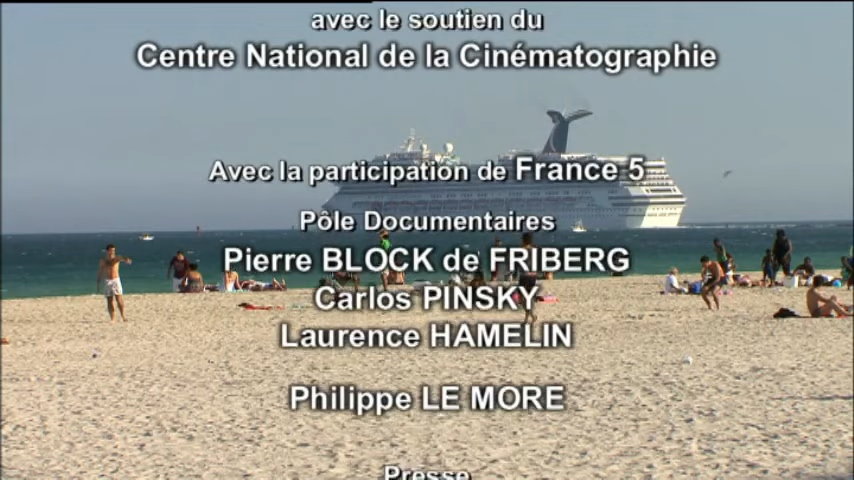 avec le soutien du
Centre National de la Cinématographie
Avec la participation de France 5
Pôle Documentaires
Pierre BLOCK de FRIBERG
Carlos PINSKY
Laurence HAMELIN
Philippe LE MORE
Presse